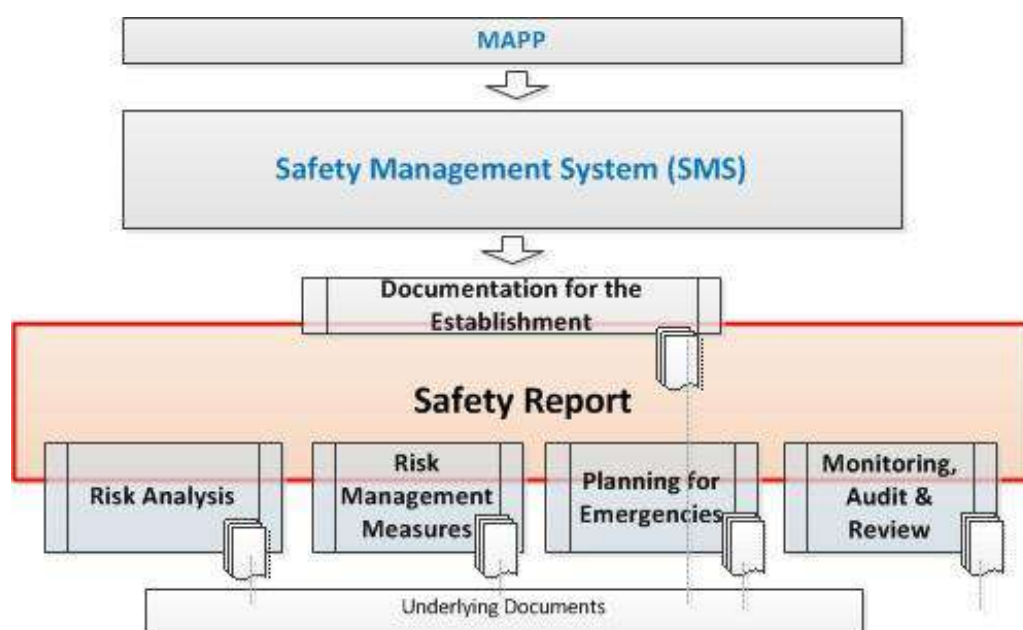 MAPP
Safety Management System (SMS)
Documentation for the
Establishment
Safety Report
Risk Analysis
Risk
Management
Measures
Planning for
Emergencies
Monitoring,
Audit &
Review
Underlying Documents